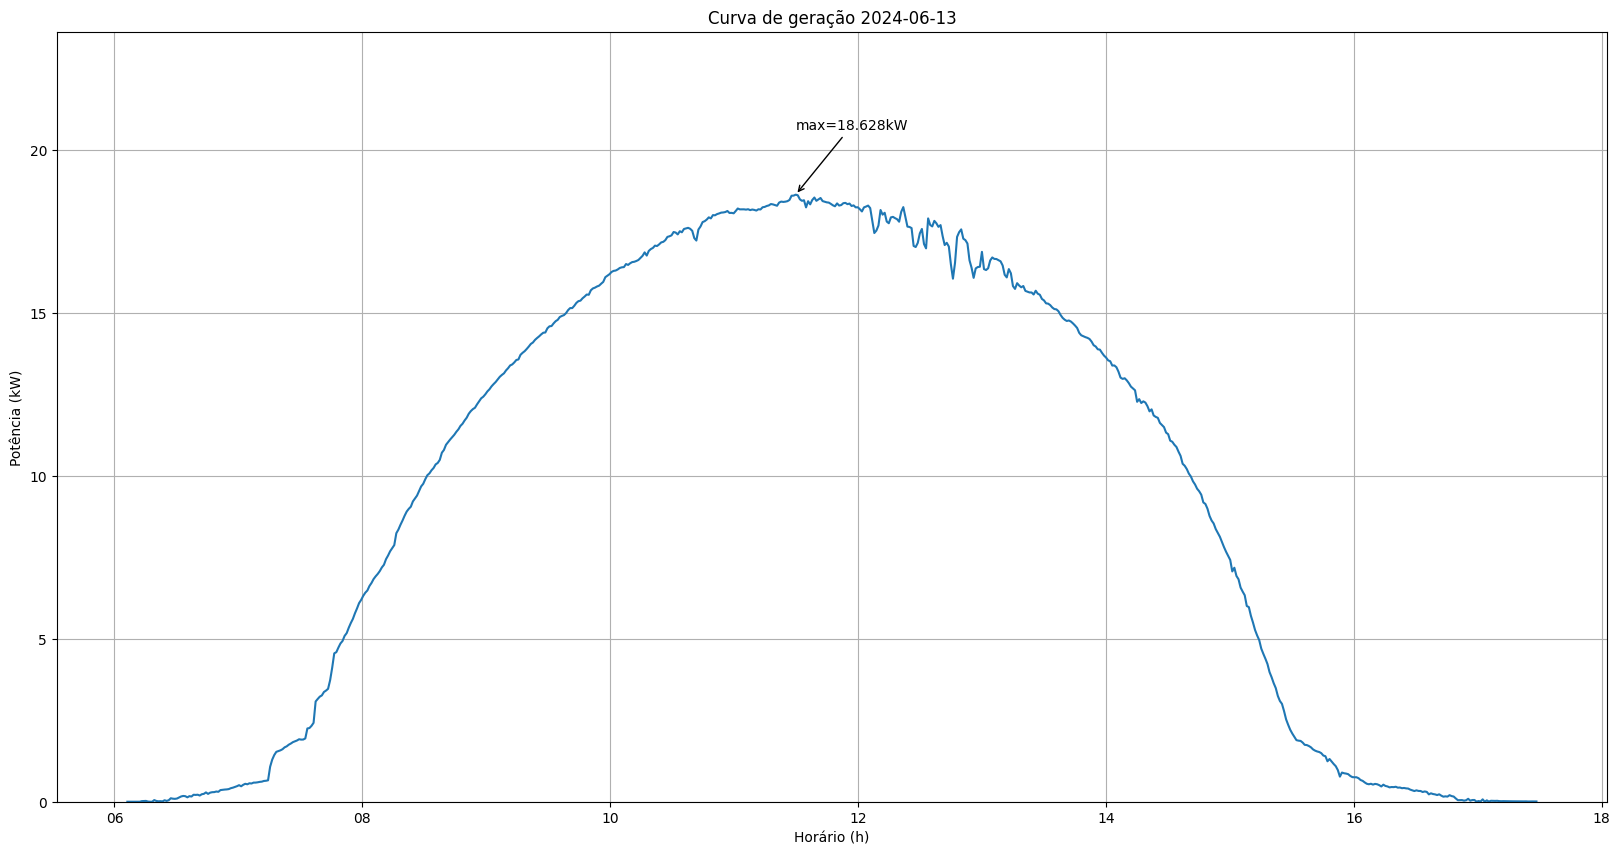 Curva de geração 2024-06-13
max=18.628kW
20
15
10
5
0
Potência (kW)
06 08 10 12 14 16 18
Horário (h)